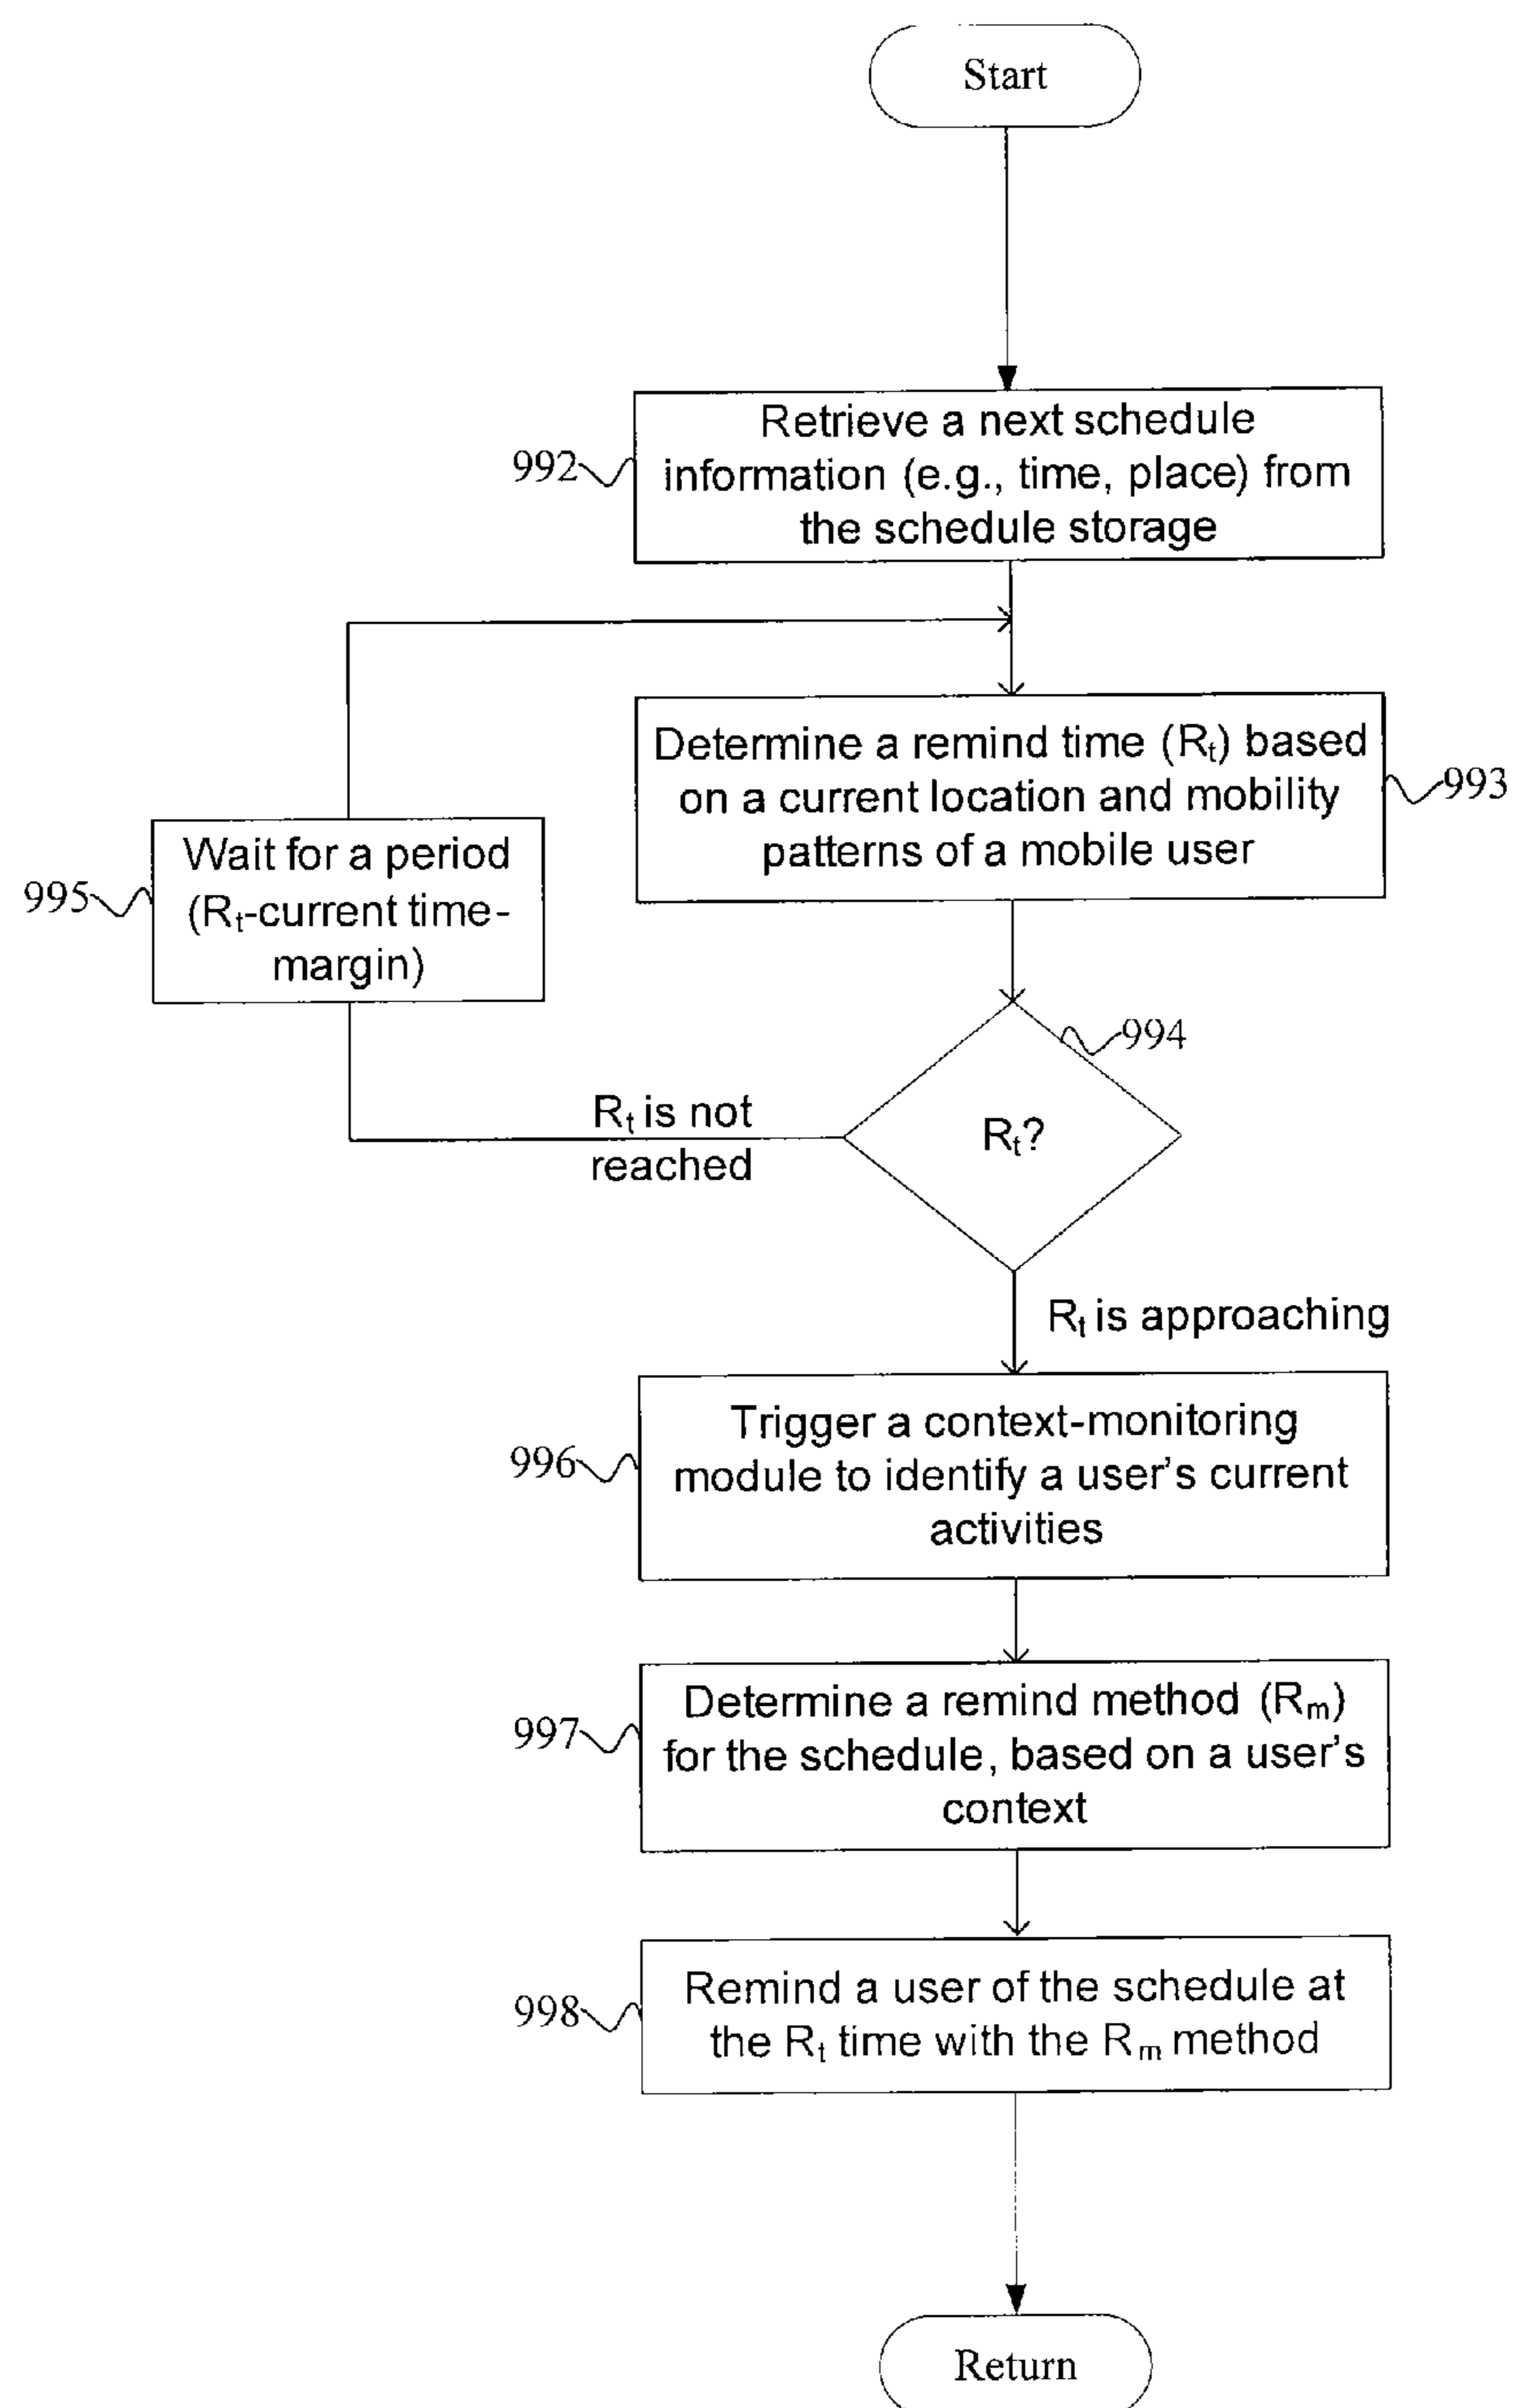 Start
Retrieve a next schedule
information (e.g., time, place) from
the schedule storage
992
Determine a remind time (Rt) based
on a current location and mobility
patterns of a mobile user
993
Wait for a period
(Rt-current time-
margin)
995
994
Rt?
Rt is not
reached
Rt is approaching
Trigger a context-monitoring
module to identify a user's current
activities
996
Determine a remind method (Rm)
for the schedule, based on a user's
context
997
Remind a user of the schedule at
the Rt time with the Rm method
998
Return